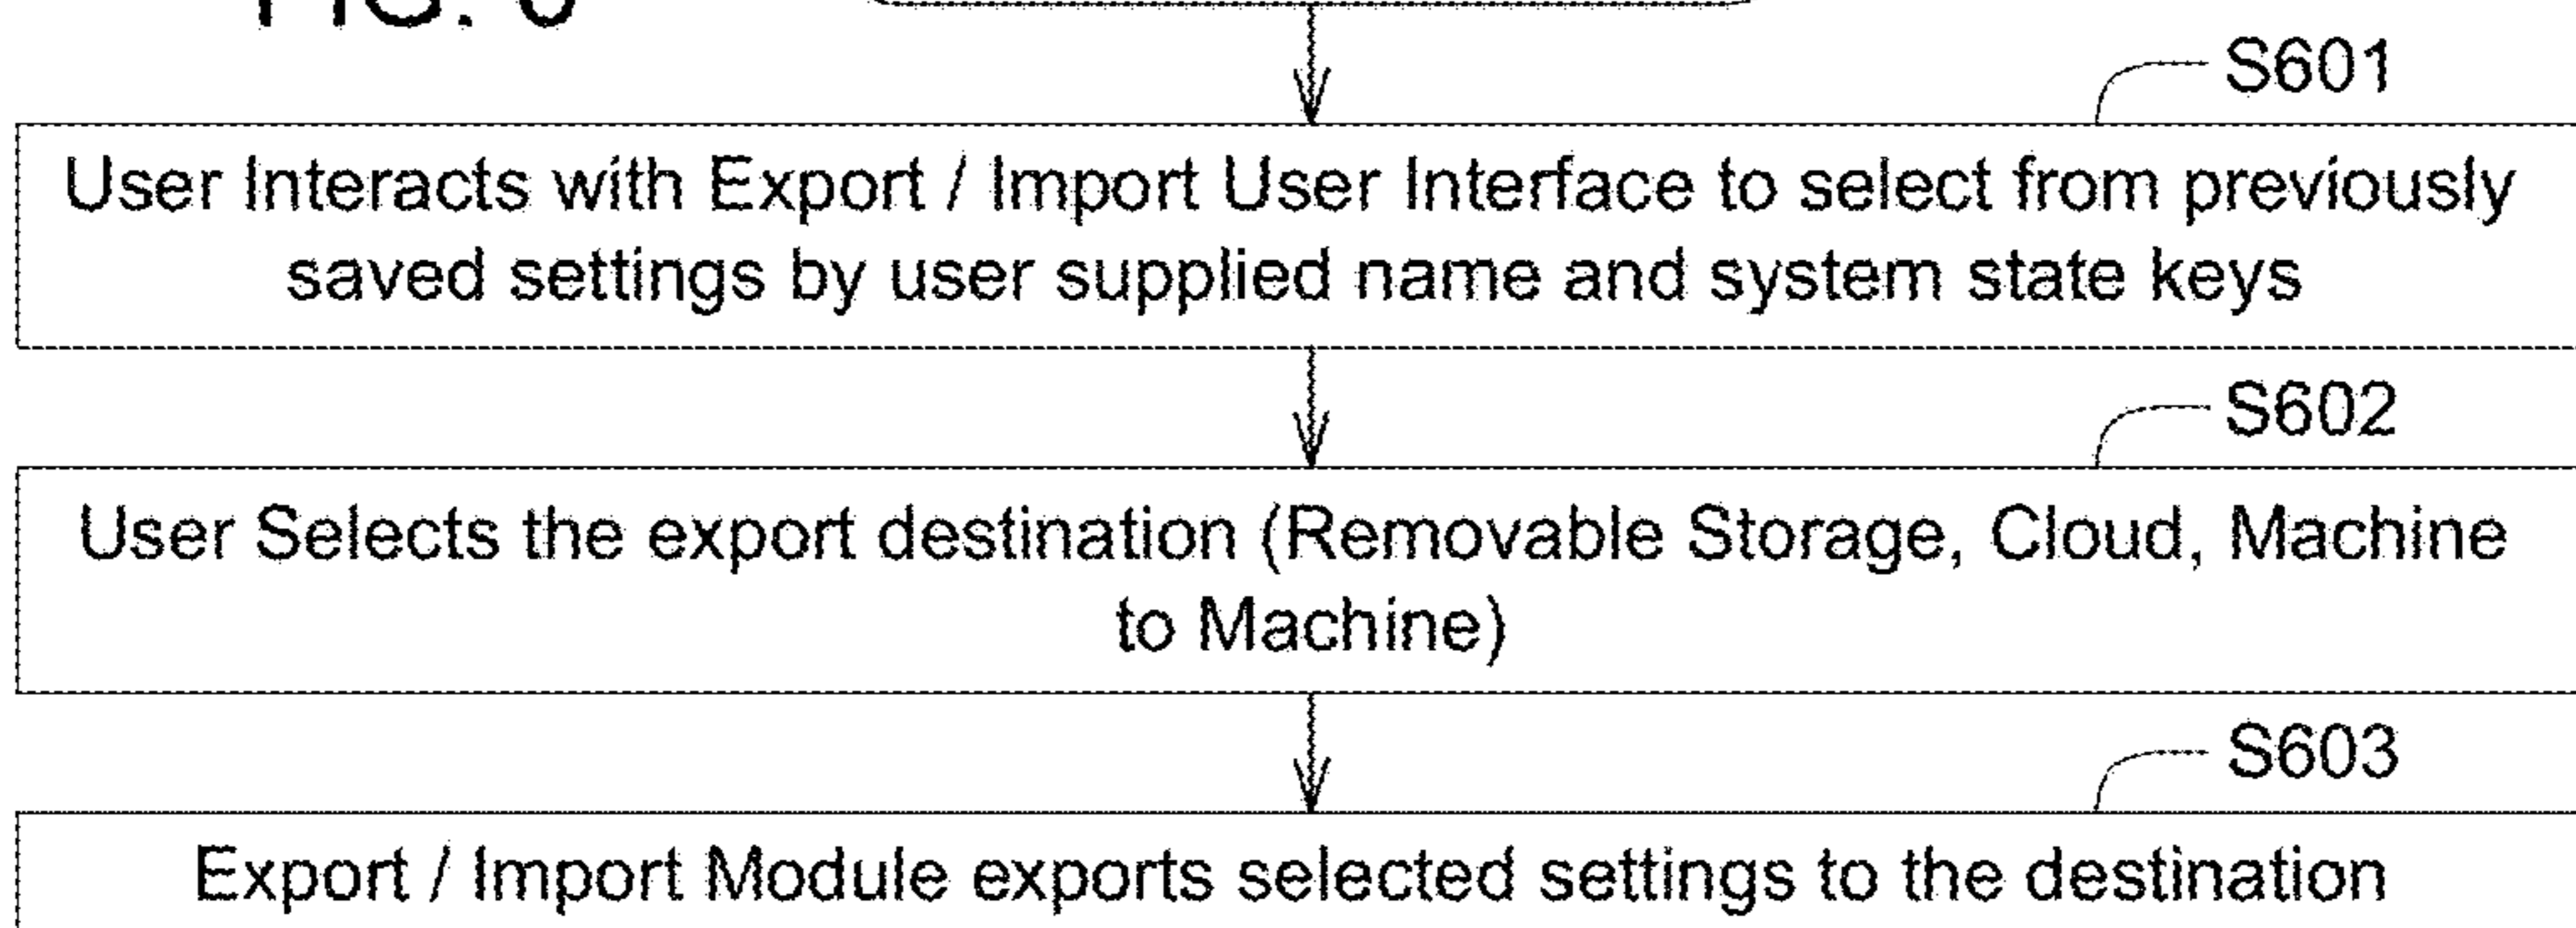 FIG. 6
S601
User Interacts with Export / Import User Interface to select from previously
saved settings by user supplied name and system state keys
S602
User Selects the export destination (Removable Storage, Cloud, Machine
to Machine)
S603
Export / Import Module exports selected settings to the destination